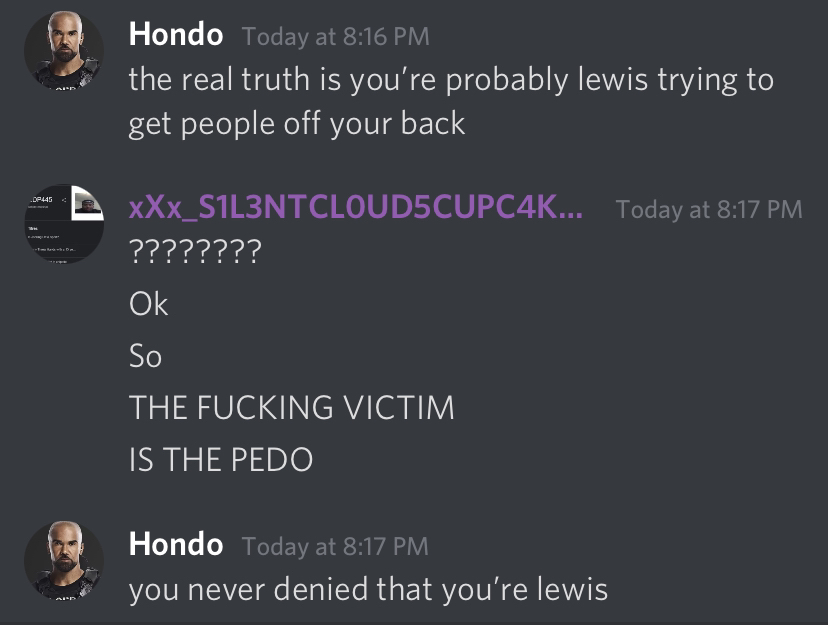 Hondo Today at 8:16 PM
the real truth is you’re probably lewis trying to
get people off your back
xXx_S1L3NTCL0UD5CUPC4K... Today at 8:17 PM
????????
Ok
So
THE FUCKING VICTIM
IS THE PEDO
Hondo Today at 8:17 PM
you never denied that you’re lewis